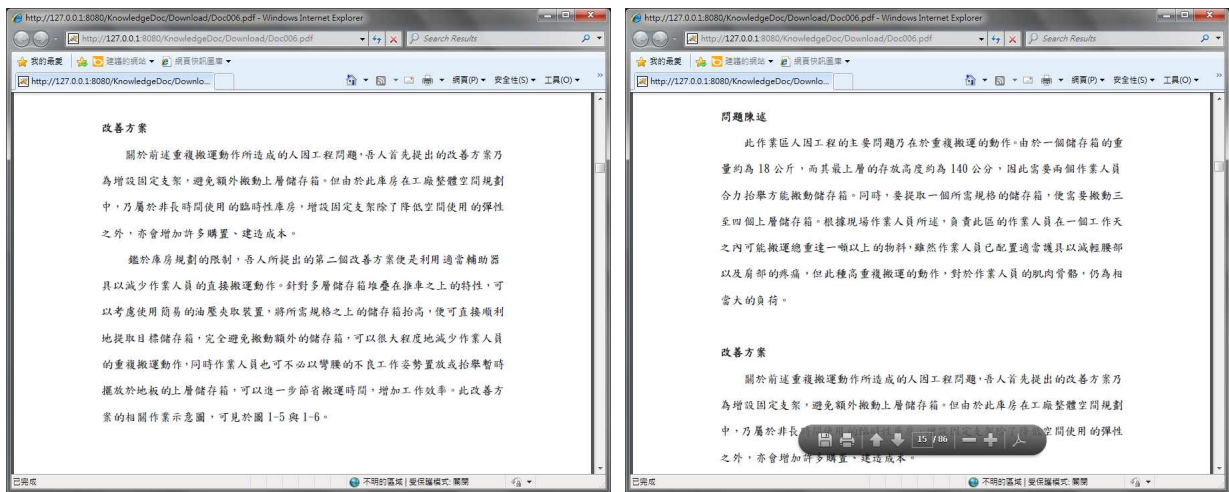 http://127.0.0.1:8080/KnowledgeDoc/Download/Doc006.pdf - Windows Internet Explorer
http://127.0.0.1:8080/KnowledgeDoc/Download/Doc006.pdf
Search Results
我的最愛
建議的網站
網頁快訊圖庫
http://127.0.0.1:8080/KnowledgeDoc/Downlo...
網頁(P)
安全性(S)
工具(O)
改善方案
關於前述重複搬運動作所造成的人因工程問題,吾人首先提出的改善方案乃
為增設固定支架,避免額外搬動上層儲存箱。但由於此庫房在工廠整體空間規劃
中,乃屬於非長時間使用的臨時性庫房,增設固定支架除了降低空間使用的彈性
之外,亦會增加許多購置、建造成本。
鑑於庫房規劃的限制,吾人所提出的第二個改善方案便是利用適當輔助器
具以減少作業人員的直接搬運動作。針對多層儲存箱堆疊在推車之上的特性,可
以考慮使用簡易的油壓夾取裝置,將所需規格之上的儲存箱抬高,便可直接順利
地提取目標儲存箱,完全避免搬動額外的儲存箱,可以很大程度地減少作業人員
的重複搬運動作,同時作業人員也可不必以彎腰的不良工作姿勢置放或抬舉暫時
擺放於地板的上層儲存箱,可以進一步節省搬運時間,增加工作效率。此改善方
案的相關作業示意圖,可見於圖 1-5 與 1-6。
已完成
不明的區域 | 受保護模式: 關閉
http://127.0.0.1:8080/KnowledgeDoc/Download/Doc006.pdf - Windows Internet Explorer
http://127.0.0.1:8080/KnowledgeDoc/Download/Doc006.pdf
Search Results
我的最愛
建議的網站
網頁快訊圖庫
http://127.0.0.1:8080/KnowledgeDoc/Downlo...
網頁(P)
安全性(S)
工具(O)
問題陳述
此作業區人因工程的主要問題乃在於重複搬運的動作。由於一個儲存箱的重
量約為 18 公斤,而其最上層的存放高度約為 140 公分,因此需要兩個作業人員
合力抬舉方能搬動儲存箱。同時,要提取一個所需規格的儲存箱,便需要搬動三
至四個上層儲存箱。根據現場作業人員所述,負責此區的作業人員在一個工作天
之內可能搬運總重達一噸以上的物料,雖然作業人員已配置適當護具以減輕腰部
以及肩部的疼痛,但此種高重複搬運的動作,對於作業人員的肌肉骨骼,仍為相
當大的負荷。
改善方案
關於前述重複搬運動作所造成的人因工程問題,吾人首先提出的改善方案乃
為增設固定支架,避免額外搬動上層儲存箱。但由於此庫房在工廠整體空間規劃
中,乃屬於非長
空間使用的彈性
15 / 86
之外,亦會增加許多購置、建造成本。
已完成
不明的區域 | 受保護模式: 關閉